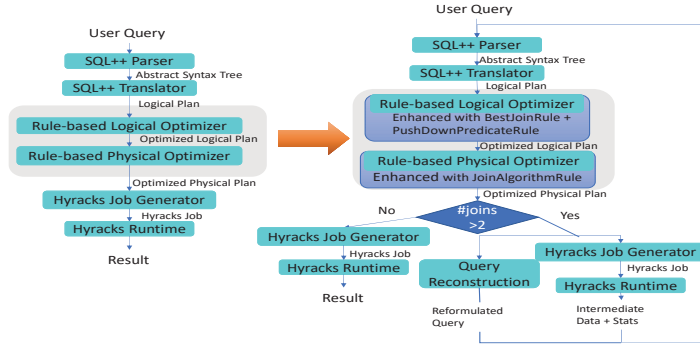 User Query
SQL++ Parser
Abstract Syntax Tree
SQL++ Translator
Logical Plan
Rule-based Logical Optimizer
Optimized Logical Plan
Rule-based Physical Optimizer
Optimized Physical Plan
Hyracks Job Generator
Hyracks Job
Hyracks Runtime
Result
User Query
SQL++ Parser
Abstract Syntax Tree
SQL++ Translator
Logical Plan
Rule-based Logical Optimizer
Enhanced with BestJoinRule +
PushDownPredicateRule
Optimized Logical Plan
Rule-based Physical Optimizer
Enhanced with JoinAlgorithmRule
Optimized Physical Plan
#joins
>2
No
Yes
Hyracks Job Generator
Hyracks Job
Hyracks Runtime
Result
Query
Reconstruction
Reformulated
Query
Hyracks Job Generator
Hyracks Job
Hyracks Runtime
Intermediate
Data + Stats